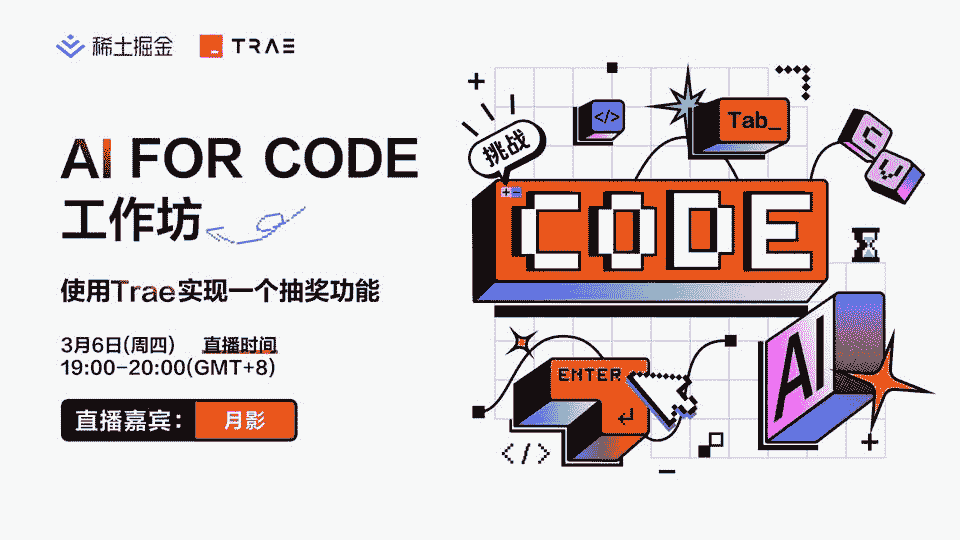 稀土掘金 TRAE
AI FOR CODE
工作坊
使用Trae实现一个抽奖功能
3月6日(周四) 直播时间
19:00-20:00(GMT+8)
直播嘉宾： 月影
挑战
</>
Tab_
C
V
CODE
AI
ENTER
</>